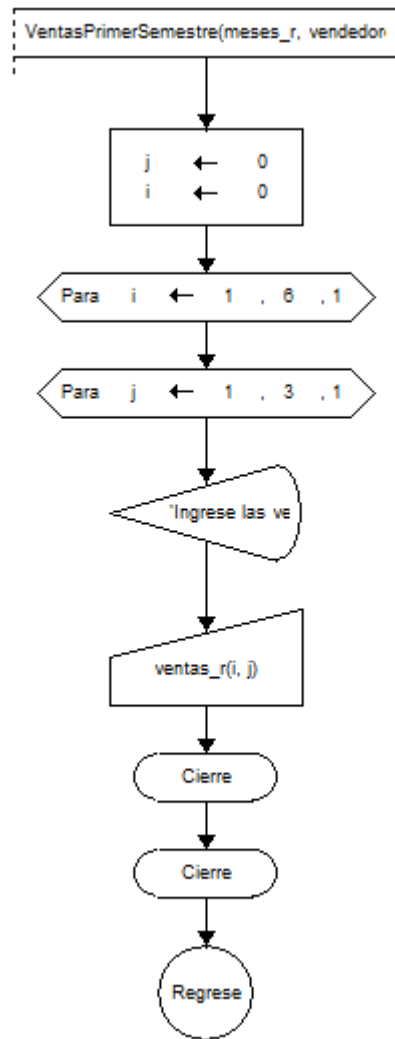 VentasPrimerSemestre(meses_r, vendedor
j ← 0
i ← 0
Para i ← 1 , 6 , 1
Para j ← 1 , 3 , 1
'Ingrese las ve
ventas_r(i, j)
Cierre
Cierre
Regrese